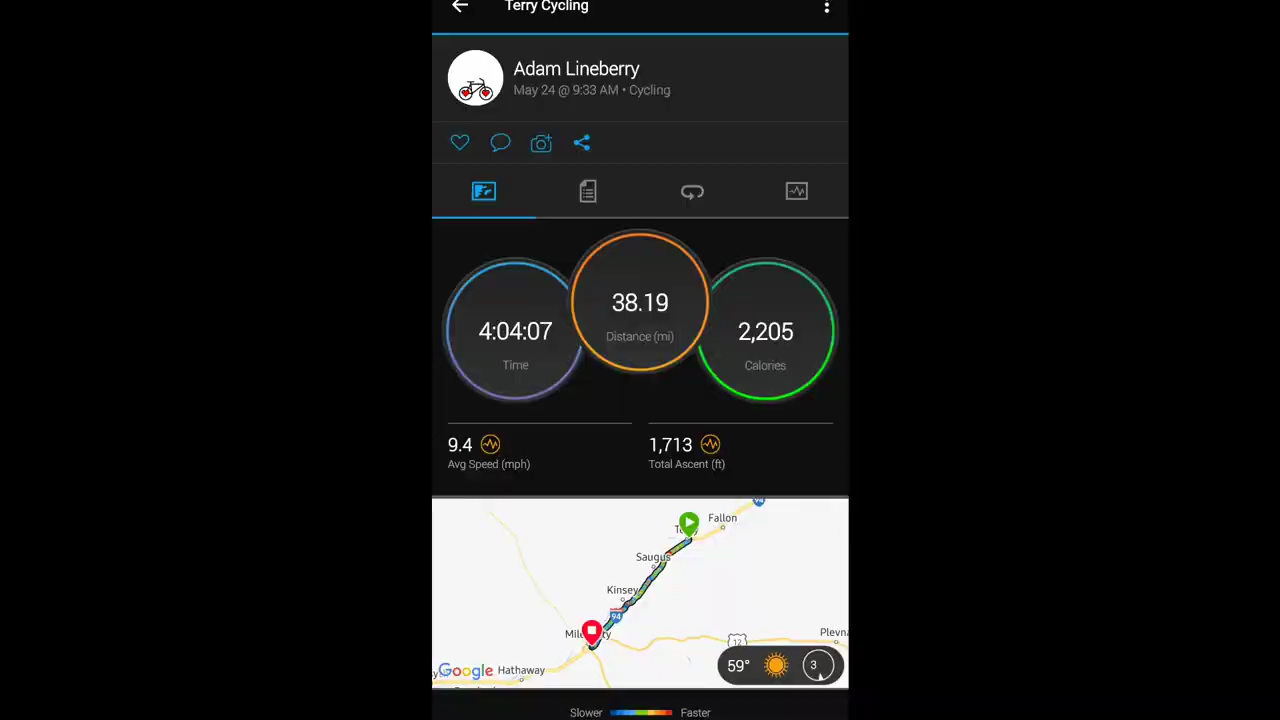 Terry Cycling
Adam Lineberry
May 24 @ 9:33 AM • Cycling
38.19
Distance (mi)
4:04:07
Time
2,205
Calories
9.4
Avg Speed (mph)
1,713
Total Ascent (ft)
94
Fallon
Saugus
Kinsey
94
12
Plevna
59°
3
Google
Hathaway
Slower
Faster